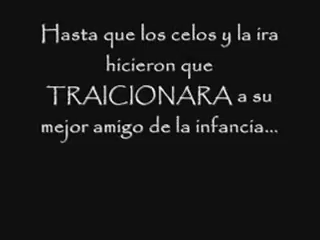 Hasta que los celos y la ira
hicieron que
TRAICIONARA a su
mejor amigo de la infancia...